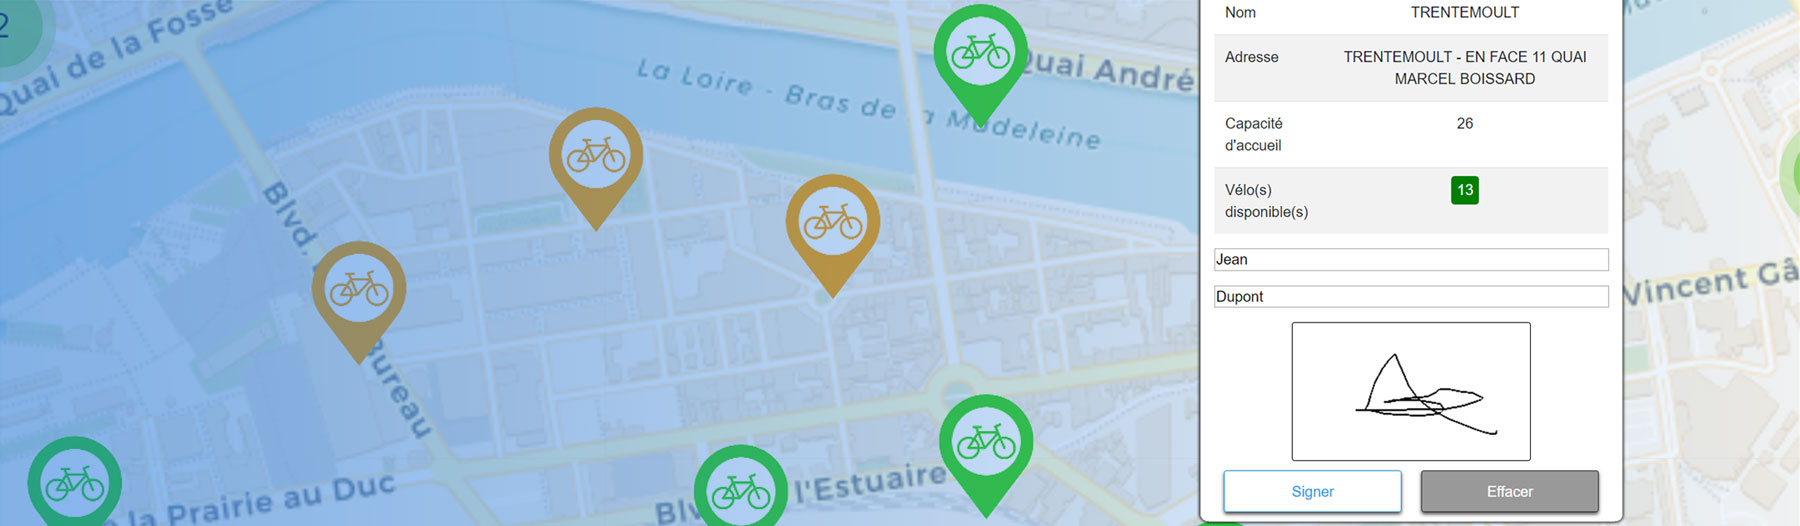 2
Quai de la Fosse
La Loire - Bras de la Madeleine
Quai André
Blvd.
Bureau
la Prairie au Duc
l'Estuaire
Vincent Gâ
Nom TRENTEMOULT
Adresse TRENTEMOULT - EN FACE 11 QUAI
MARCEL BOISSARD
Capacité 26
d'accueil
Vélo(s) 13
disponible(s)
Jean
Dupont
Signer Effacer